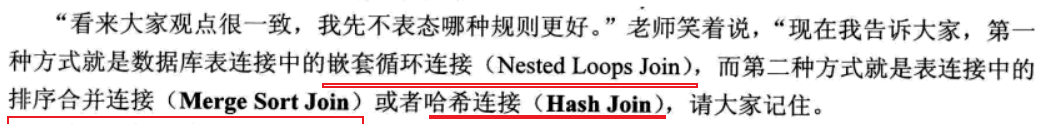 “看来大家观点很一致，我先不表态哪种规则更好。”老师笑着说，“现在我告诉大家，第一
种方式就是数据库表连接中的嵌套循环连接（Nested Loops Join），而第二种方式就是表连接中的
排序合并连接（Merge Sort Join）或者哈希连接（Hash Join），请大家记住。